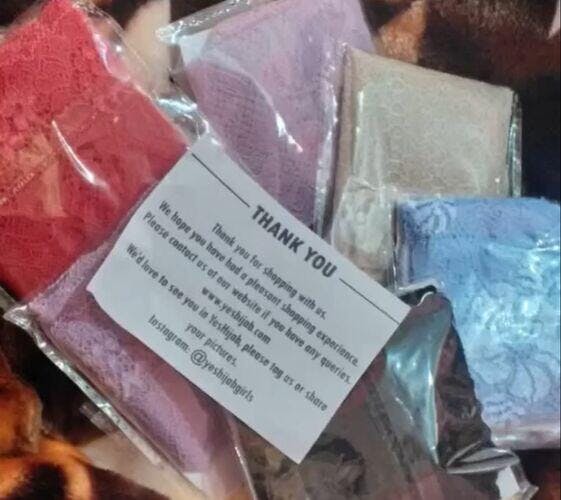 THANK YOU
Thank you for shopping with us.
We hope you have had a pleasant shopping experience.
Please contact us of our website if you have any queries.
www.yeshijab.com
We'd love to see you in YesHijab, please tag us or share
your pictures.
Instagram: @yeshijabgirls